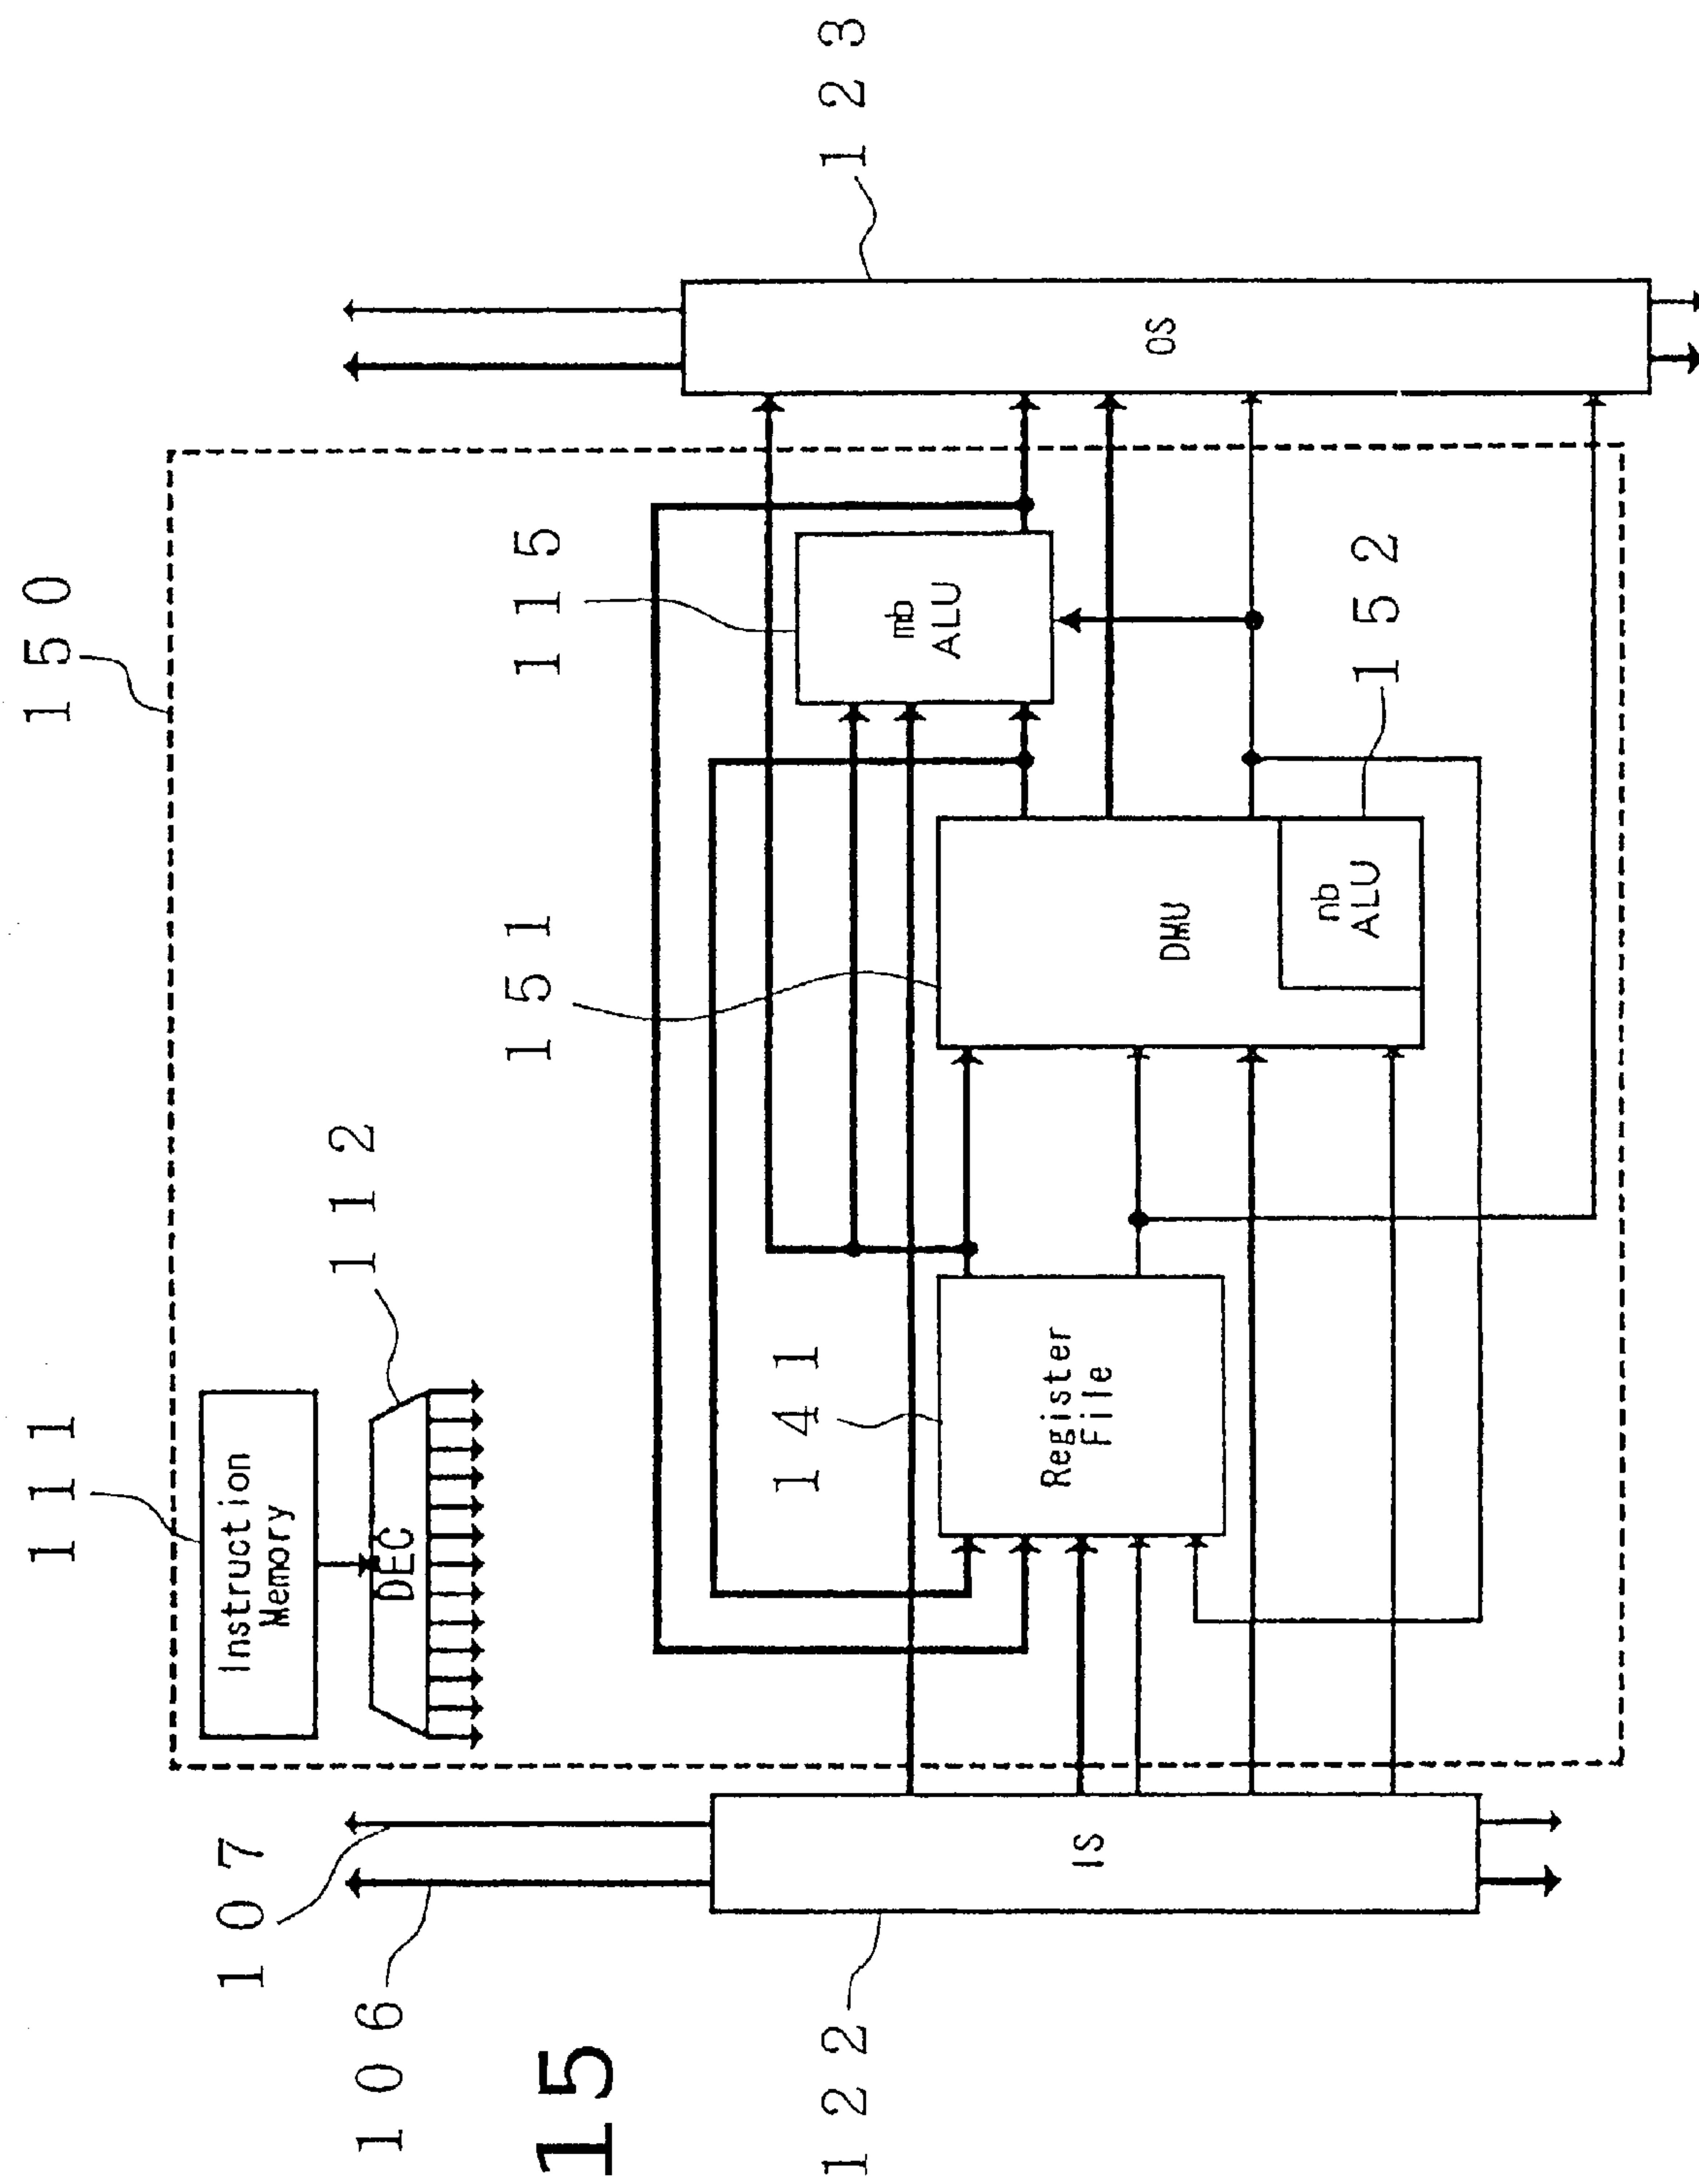 15
150
111
Instruction
Memory
112
DEC
107
106
115
mb
ALU
123
151
141
Register
File
DMU
nb
ALU
152
IS
122
OS